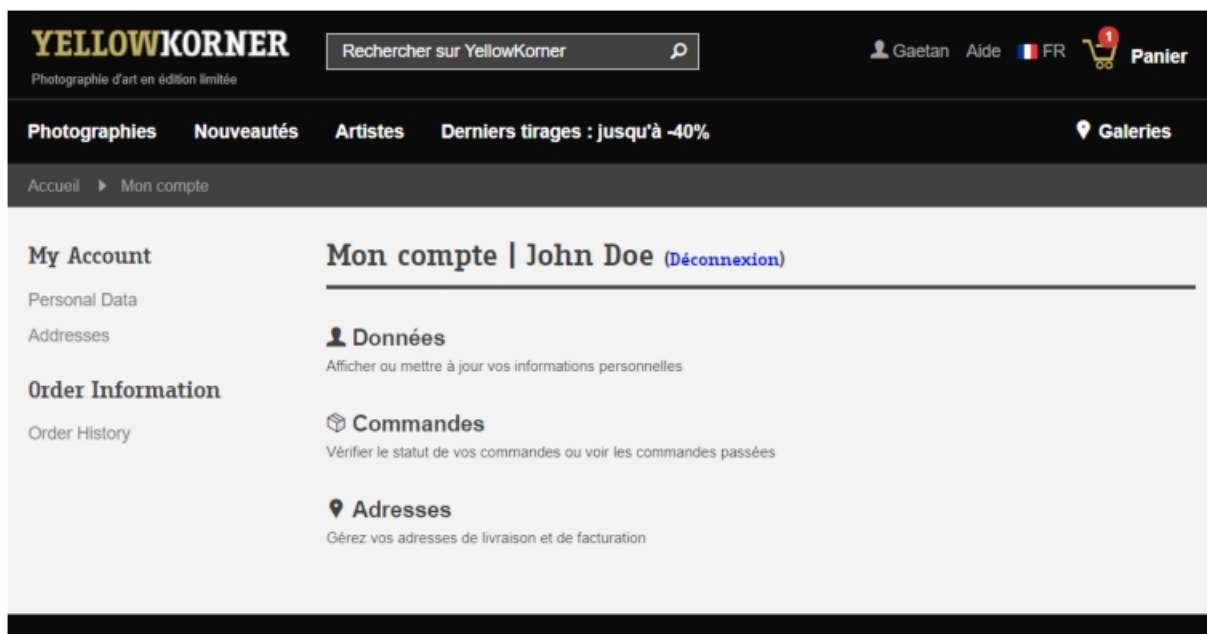 YELLOWKORNER
Photographie d'art en édition limitée
Rechercher sur YellowKorner
Gaetan Aide FR 1 Panier
Photographies Nouveautés Artistes Derniers tirages : jusqu'à -40% Galeries
Accueil Mon compte
My Account
Personal Data
Addresses
Order Information
Order History
Mon compte | John Doe (Déconnexion)
Données
Afficher ou mettre à jour vos informations personnelles
Commandes
Vérifier le statut de vos commandes ou voir les commandes passées
Adresses
Gérez vos adresses de livraison et de facturation